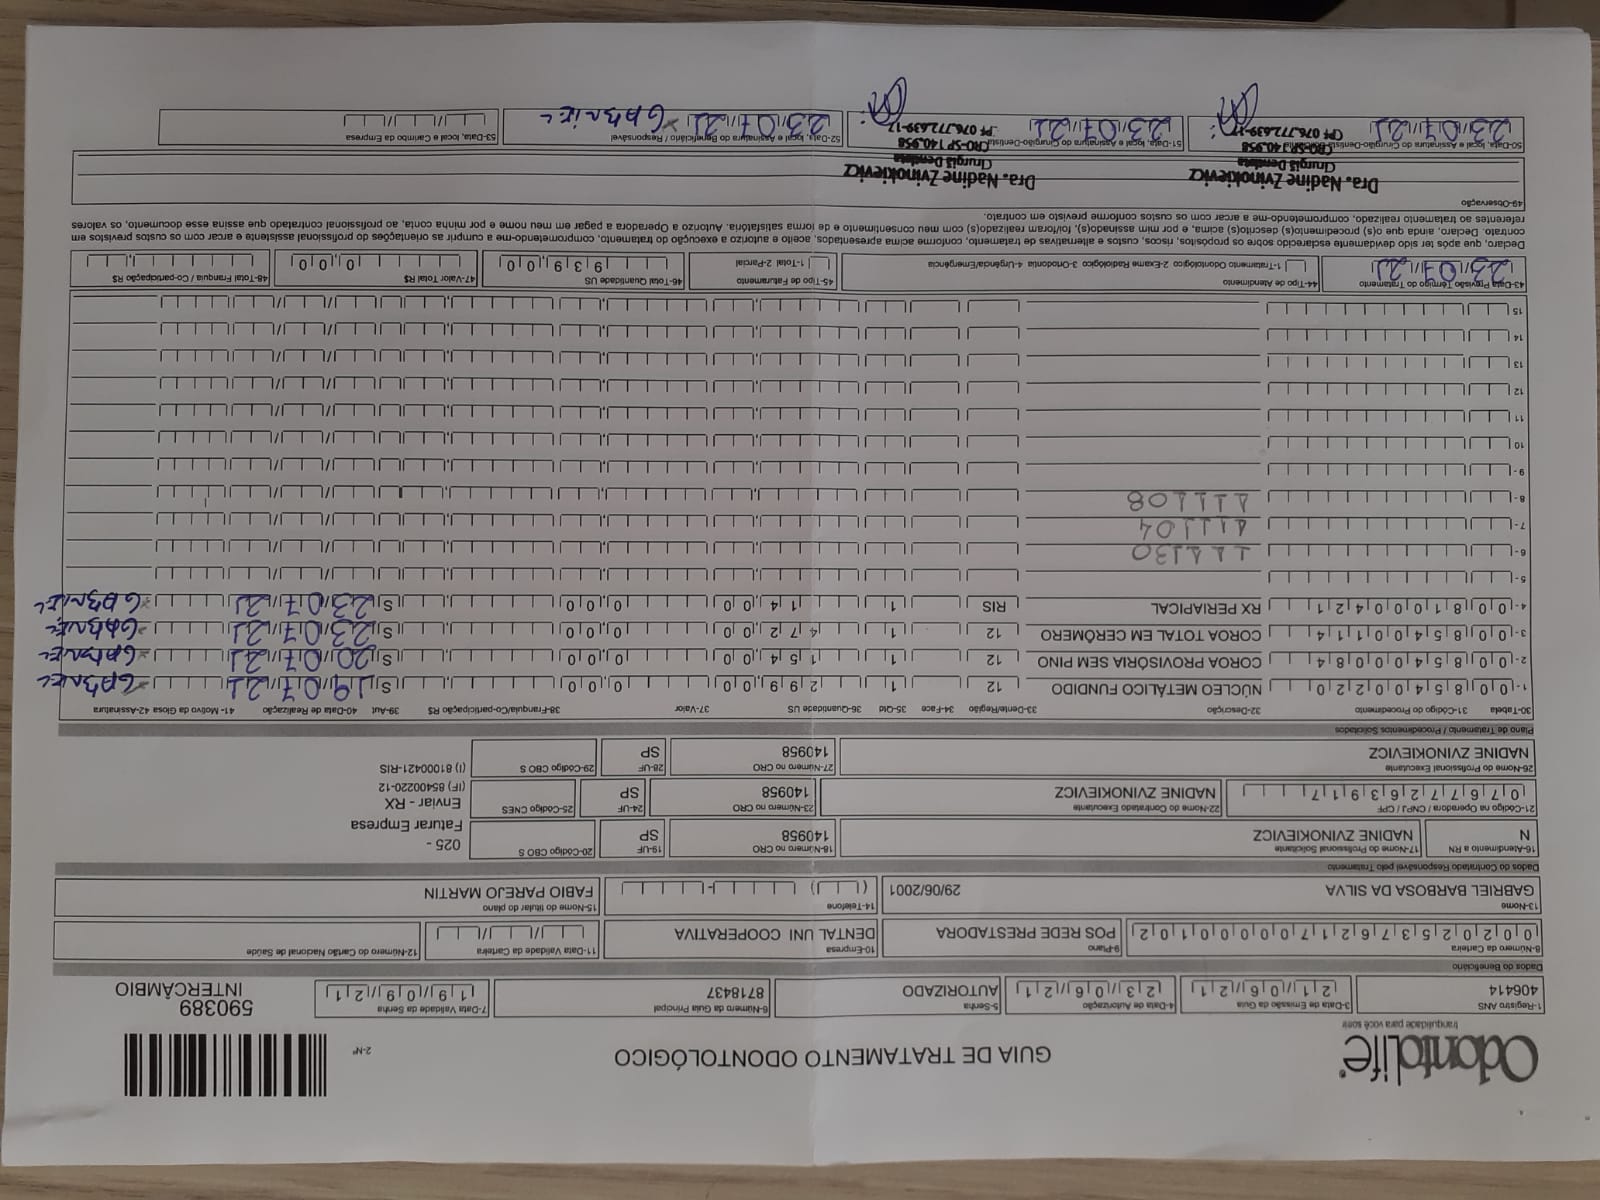 Odontolife
tranquilidade para você sorrir
GUIA DE TRATAMENTO ODONTOLÓGICO
2-Nº
590389
INTERCÂMBIO
1-Registro ANS
406414
3-Data de Emissão da Guia
21/06/21
4-Data de Autorização
23/06/21
5-Senha
AUTORIZADO
6-Número da Guia Principal
8718437
7-Data Validade da Senha
19/09/21
Dados do Beneficiário
8-Número da Carteira
00202537621700000102
9-Plano
POS REDE PRESTADORA
10-Empresa
DENTAL UNI COOPERATIVA
11-Data Validade da Carteira
12-Número do Cartão Nacional de Saúde
13-Nome
GABRIEL BARBOSA DA SILVA
29/06/2001
14-Telefone
15-Nome do titular do plano
FABIO PAREJO MARTIN
Dados do Contratado Responsável pelo Tratamento
16-Atendimento a RN
N
17-Nome do Profissional Solicitante
NADINE ZVINOKIEVICZ
18-Número no CRO
140958
19-UF
SP
20-Código CBO S
025 -
Faturar Empresa
Enviar - RX
(IF) 85400220-12
(I) 81000421-RIS
21-Código na Operadora / CNPJ / CPF
07677263917
22-Nome do Contratado Executante
NADINE ZVINOKIEVICZ
23-Número no CRO
140958
24-UF
SP
25-Código CNES
26-Nome do Profissional Executante
NADINE ZVINOKIEVICZ
27-Número no CRO
140958
28-UF
SP
29-Código CBO S
Plano de Tratamento / Procedimentos Solicitados
30-Tabela 31-Código do Procedimento 32-Descrição 33-Dente/Região 34-Face 35-Qtd 36-Quantidade US 37-Valor 38-Franquia/Co-participação R$ 39-Aut 40-Data de Realização 41- Motivo da Glosa 42-Assinatura
1- 00 85400220 NÚCLEO METÁLICO FUNDIDO 12 1 299,00 0,00 S 19/07/21 GABRIEL
2- 00 85400084 COROA PROVISÓRIA SEM PINO 12 1 154,00 0,00 S 20/07/21 GABRIEL
3- 00 85400114 COROA TOTAL EM CERÔMERO 12 1 472,00 0,00 S 23/07/21 GABRIEL
4- 00 81000421 RX PERIAPICAL RIS 1 14,00 0,00 S 23/07/21 GABRIEL
5-
6- 111130
7- 111104
8- 111108
9-
10
11
12
13
14
15
43-Data Previsão Término do Tratamento
23/07/21
44-Tipo de Atendimento
1-Tratamento Odontológico 2-Exame Radiológico 3-Ortodontia 4-Urgência/Emergência
45-Tipo de Faturamento
1-Total 2-Parcial
46-Total Quantidade US
939,00
47-Valor Total R$
0,00
48-Total Franquia / Co-participação R$
Declaro, que após ter sido devidamente esclarecido sobre os propósitos, riscos, custos e alternativas de tratamento, conforme acima apresentados, aceito e autorizo a execução do tratamento, comprometendo-me a cumprir as orientações do profissional assistente e arcar com os custos previstos em
contrato. Declaro, ainda que o(s) procedimento(s) descrito(s) acima, e por mim assinado(s), foi/foram realizado(s) com meu consentimento e de forma satisfatória. Autorizo a Operadora a pagar em meu nome e por minha conta, ao profissional contratado que assina esse documento, os valores
referentes ao tratamento realizado, comprometendo-me a arcar com os custos conforme previsto em contrato.
49-Observação
Dra. Nadine Zvinokievicz
Cirurgiã Dentista
CRO-SP 140.958
CPF 076.772.639-17
Dra. Nadine Zvinokievicz
Cirurgiã Dentista
CRO-SP 140.958
CPF 076.772.639-17
50-Data, local e Assinatura do Cirurgião-Dentista Solicitante
23/07/21
51-Data, local e Assinatura do Cirurgião-Dentista
23/07/21
52-Data, local e Assinatura do Beneficiário / Responsável
23/07/21 GABRIEL
53-Data, local e Carimbo da Empresa